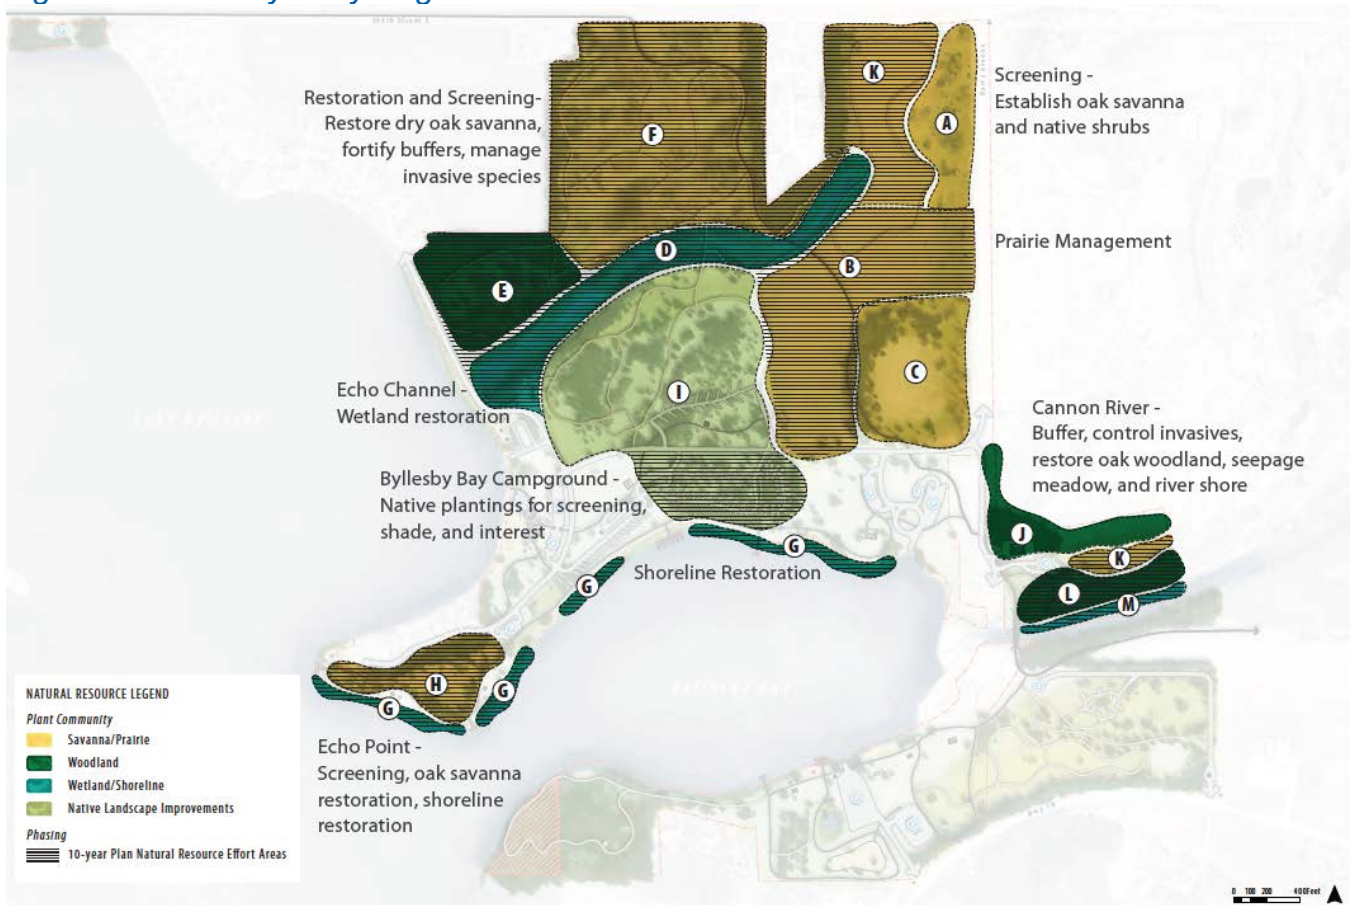 Restoration and Screening-
Restore dry oak savanna,
fortify buffers, manage
invasive species
F
K
A
Screening -
Establish oak savanna
and native shrubs
D
E
B
Prairie Management
C
I
Echo Channel -
Wetland restoration
Cannon River -
Buffer, control invasives,
restore oak woodland, seepage
meadow, and river shore
Byllesby Bay Campground -
Native plantings for screening,
shade, and interest
J
K
L
M
G
Shoreline Restoration
G
H
G
G
Echo Point -
Screening, oak savanna
restoration, shoreline
restoration
NATURAL RESOURCE LEGEND
Plant Community
Savanna/Prairie
Woodland
Wetland/Shoreline
Native Landscape Improvements
Phasing
10-year Plan Natural Resource Effort Areas
0 100 200 400Feet